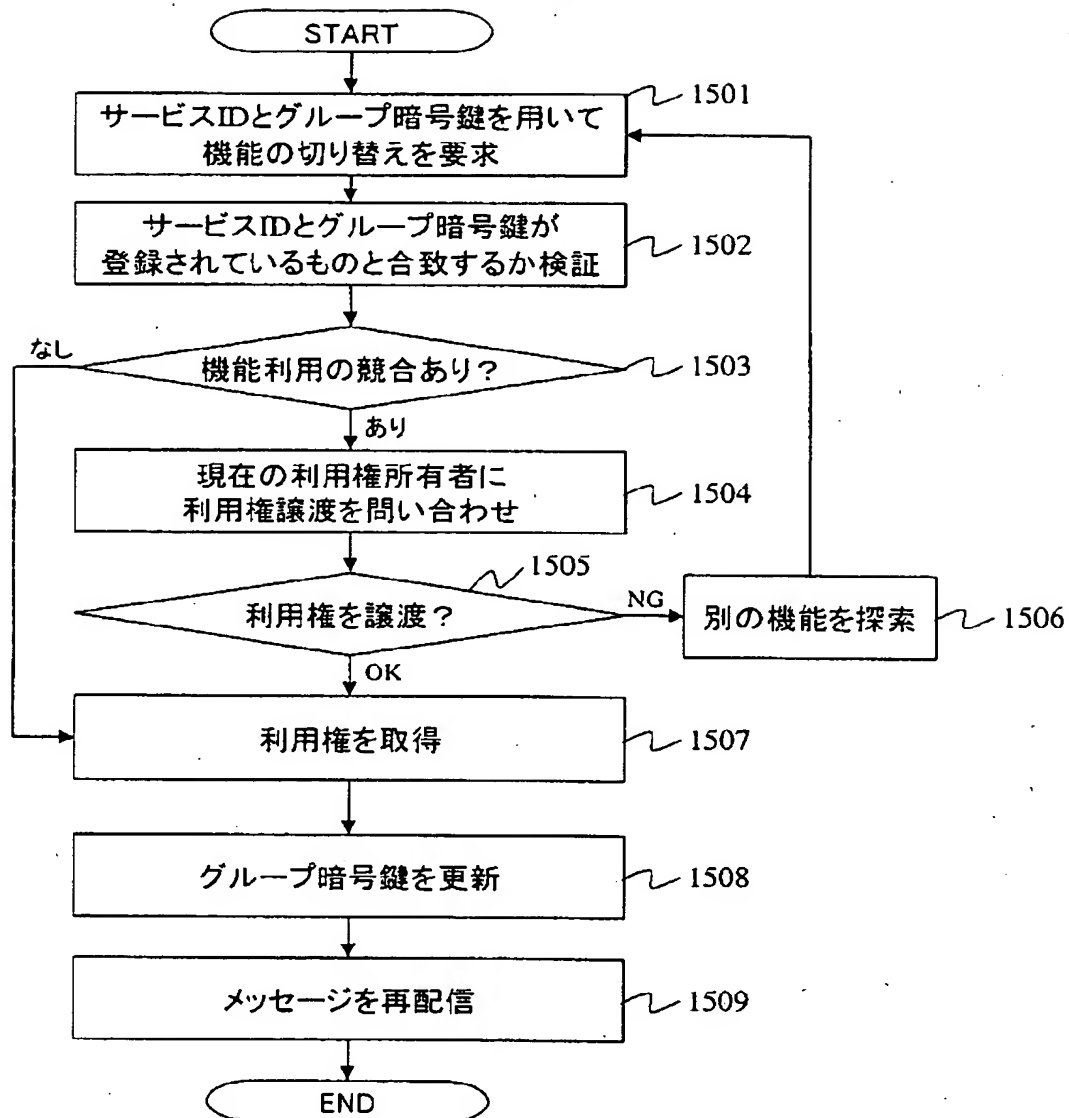 START
サービスIDとグループ暗号鍵を用いて
機能の切り替えを要求
1501
サービスIDとグループ暗号鍵が
登録されているものと合致するか検証
1502
なし
機能利用の競合あり?
1503
あり
現在の利用権所有者に
利用権譲渡を問い合わせ
1504
1505
利用権を譲渡?
NG
別の機能を探索
1506
OK
利用権を取得
1507
グループ暗号鍵を更新
1508
メッセージを再配信
1509
END